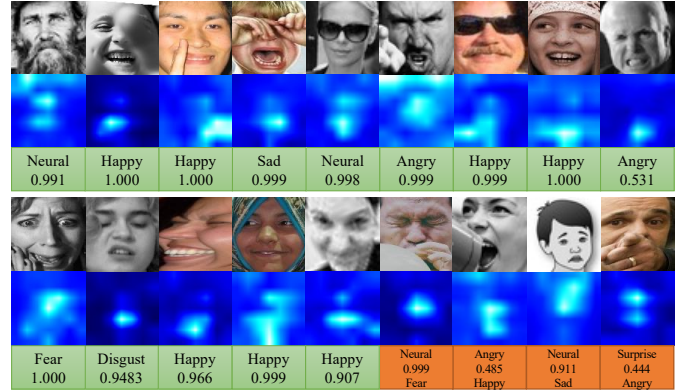 Neural Happy Happy Sad Neural Angry Happy Happy Angry
0.991 1.000 1.000 0.999 0.998 0.999 0.999 1.000 0.531
Fear Disgust Happy Happy Happy Neural Angry Neural Surprise
1.000 0.9483 0.966 0.999 0.907 0.999 0.485 0.911 0.444
Fear Happy Sad Angry